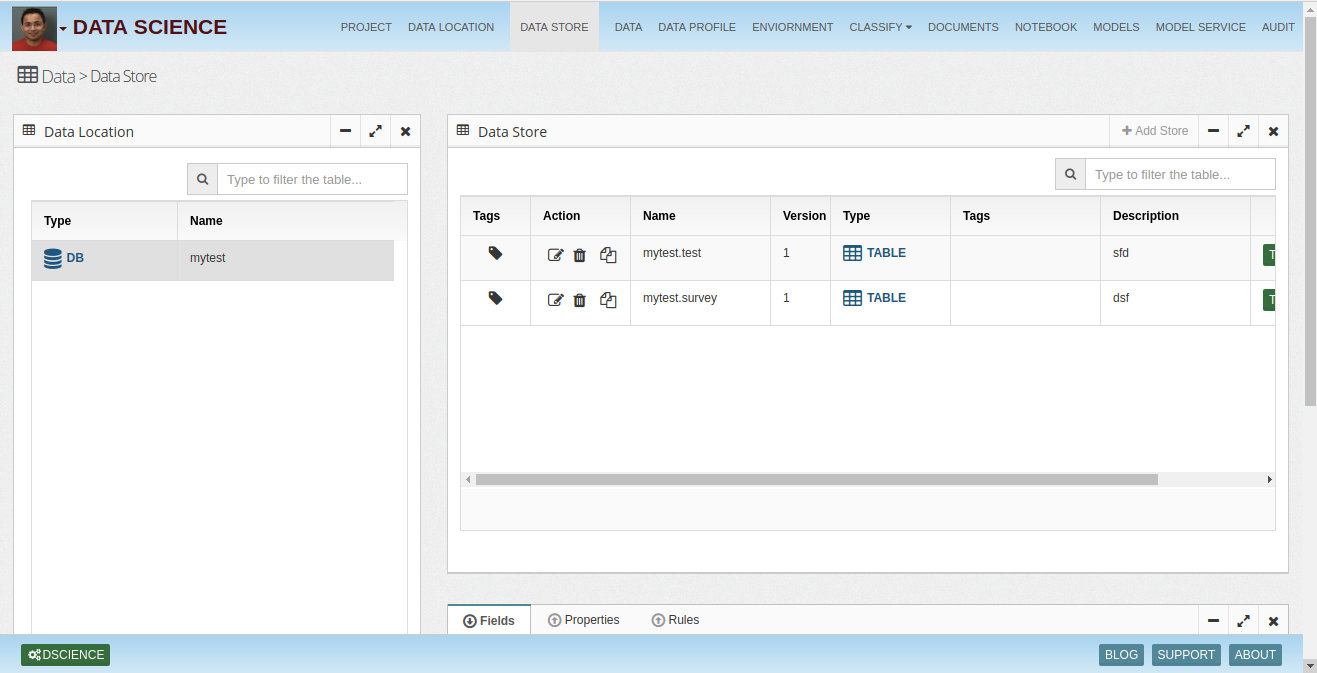 DATA SCIENCE
PROJECT DATA LOCATION DATA STORE DATA DATA PROFILE ENVIORNMENT CLASSIFY DOCUMENTS NOTEBOOK MODELS MODEL SERVICE AUDIT
Data > Data Store
Data Location
Type to filter the table...
Type Name
DB mytest
Data Store
Add Store
Type to filter the table...
Tags Action Name Version Type Tags Description
mytest.test 1 TABLE sfd T
mytest.survey 1 TABLE dsf T
Fields Properties Rules
DSCIENCE
BLOG SUPPORT ABOUT